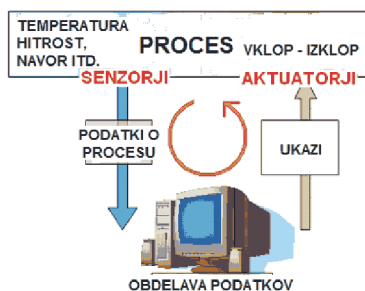 TEMPERATURA
HITROST,
NAVOR ITD.
PROCES VKLOP - IZKLOP
SENZORJI
AKTUATORJI
PODATKI O
PROCESU
UKAZI
OBDELAVA PODATKOV